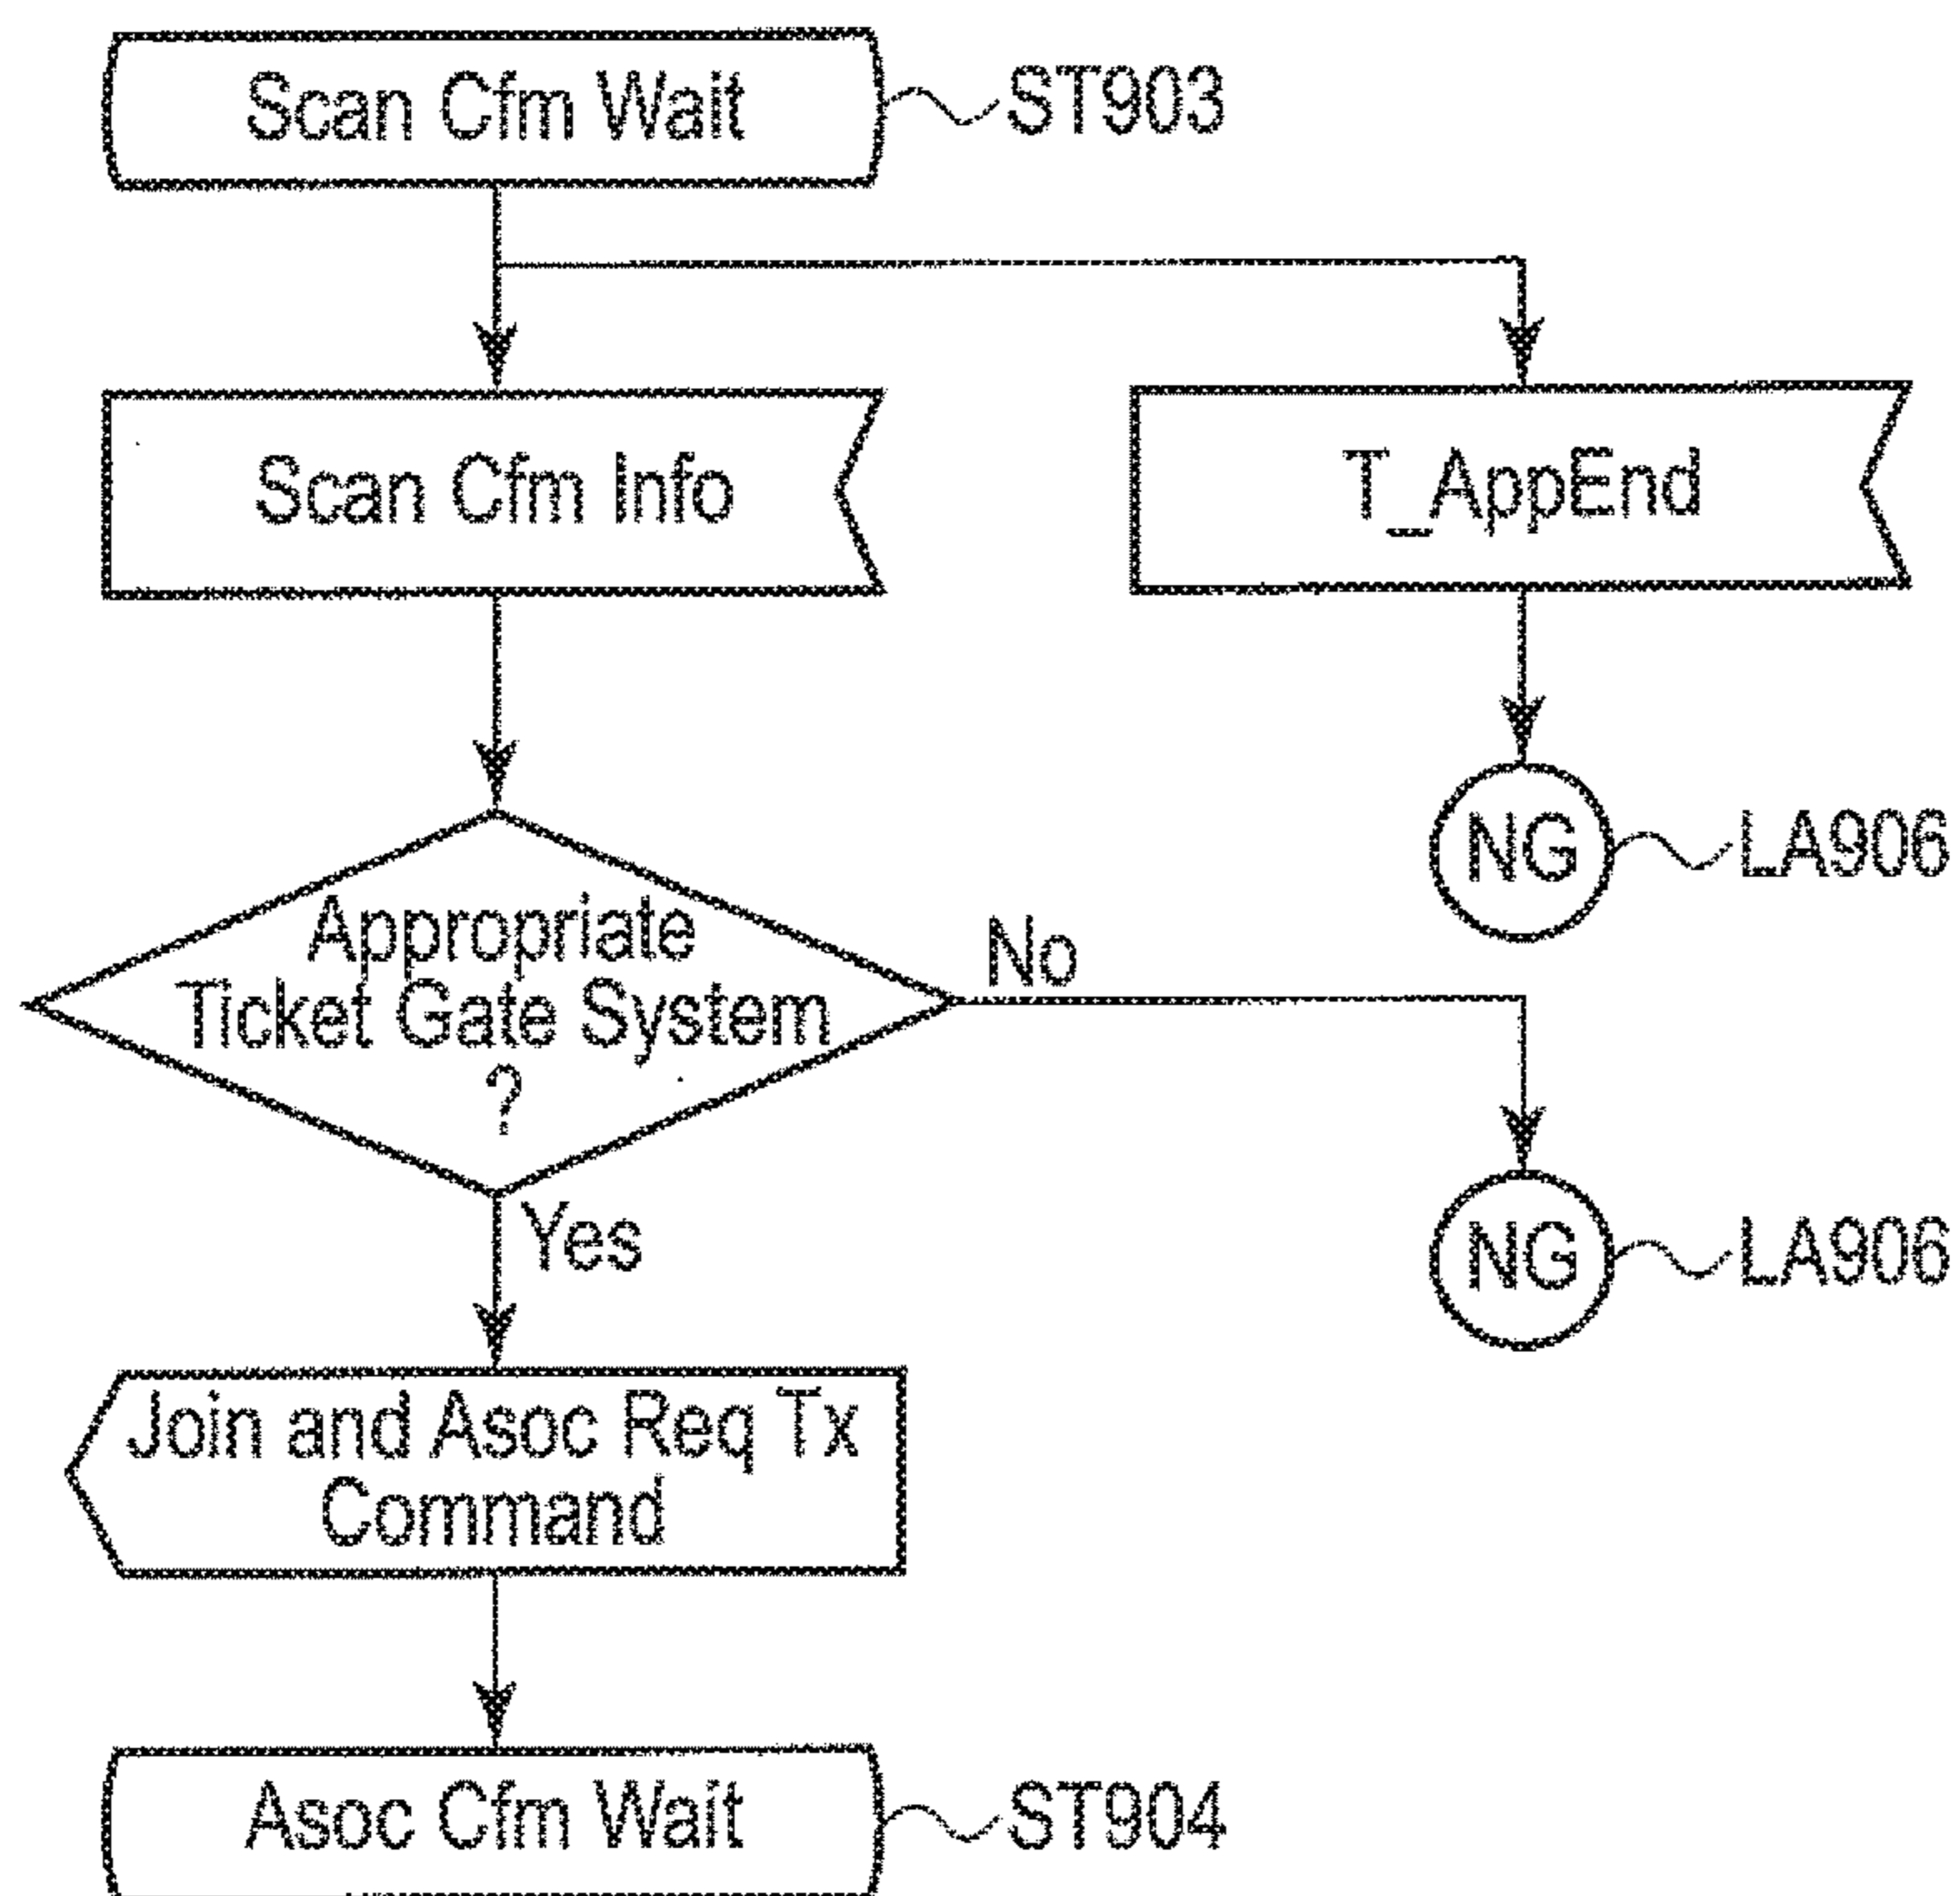 Scan Cfm Wait
ST903
Scan Cfm Info
T_AppEnd
NG
LA906
Appropriate
Ticket Gate System
?
No
Yes
NG
LA906
Join and Asoc Req Tx
Command
Asoc Cfm Wait
ST904